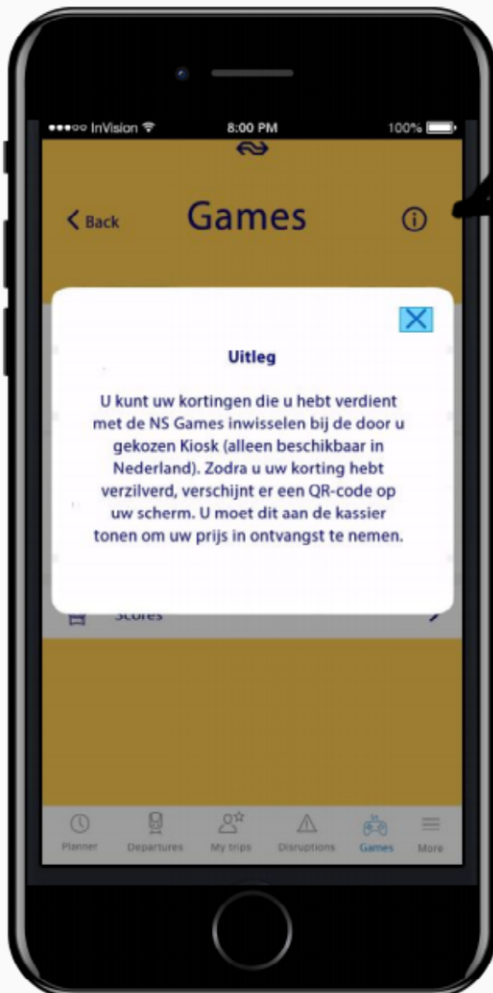 InVision 8:00 PM 100%
Back Games
Uitleg
U kunt uw kortingen die u hebt verdient
met de NS Games inwisselen bij de door u
gekozen Kiosk (alleen beschikbaar in
Nederland). Zodra u uw korting hebt
verzilverd, verschijnt er een QR-code op
uw scherm. U moet dit aan de kassier
tonen om uw prijs in ontvangst te nemen.
Scores
Planner Departures My trips Disruptions Games More